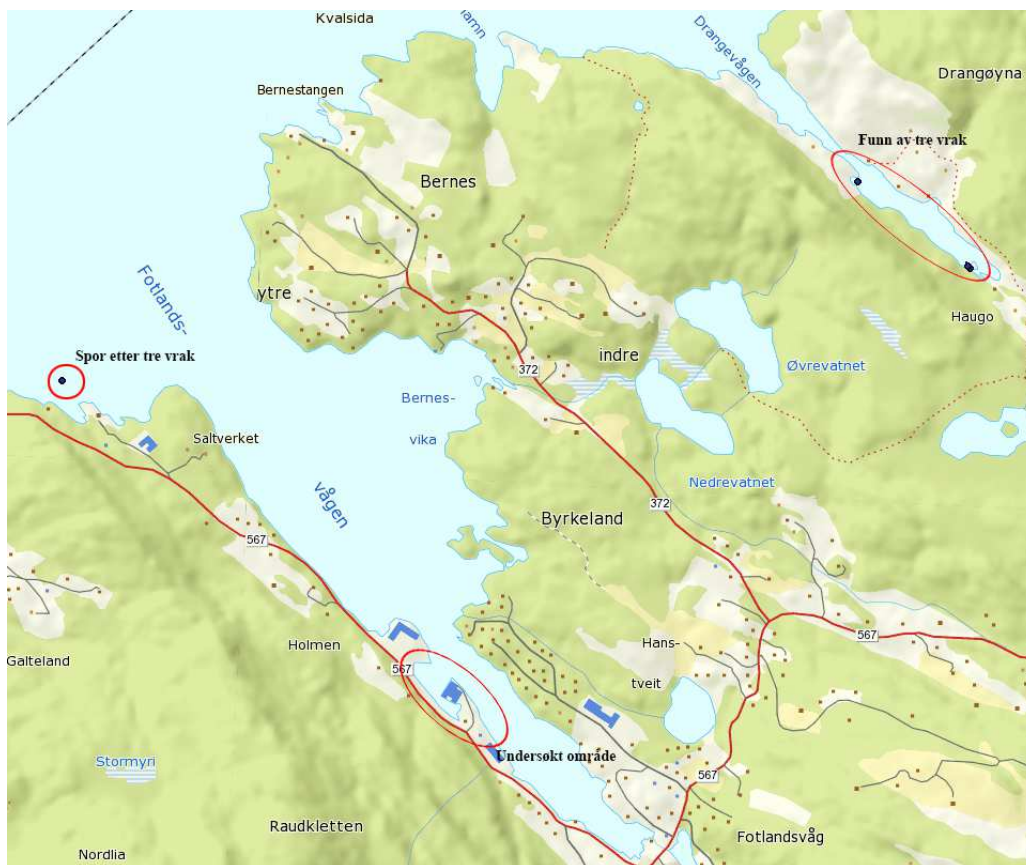 Kvalsida
Drangevågen
Bernestangen
Drangøyna
Funn av tre vrak
Bernes
Fotlands-
ytre
Haugo
Spor etter tre vrak
indre
372
Øvrevatnet
Bernes-
vika
Saltverket
Nedrevatnet
vågen
372
Byrkeland
567
567
Holmen
Hans-
Galteland
567
tveit
Undersøkt område
Stormyri
567
Raudkletten
Fotlandsvåg
Nordlia